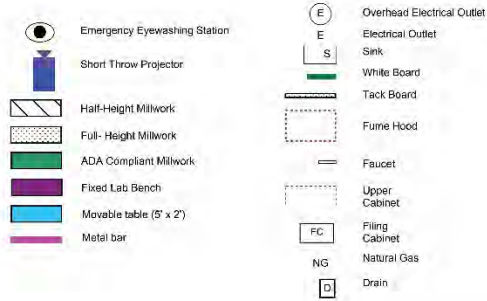 Emergency Eyewashing Station
Short Throw Projector
Half-Height Millwork
Full- Height Millwork
ADA Compliant Millwork
Fixed Lab Bench
Movable table (5' x 2')
Metal bar
E Overhead Electrical Outlet
E Electrical Outlet
S Sink
White Board
Tack Board
Fume Hood
Faucet
Upper
Cabinet
FC Filing
Cabinet
NG Natural Gas
D Drain